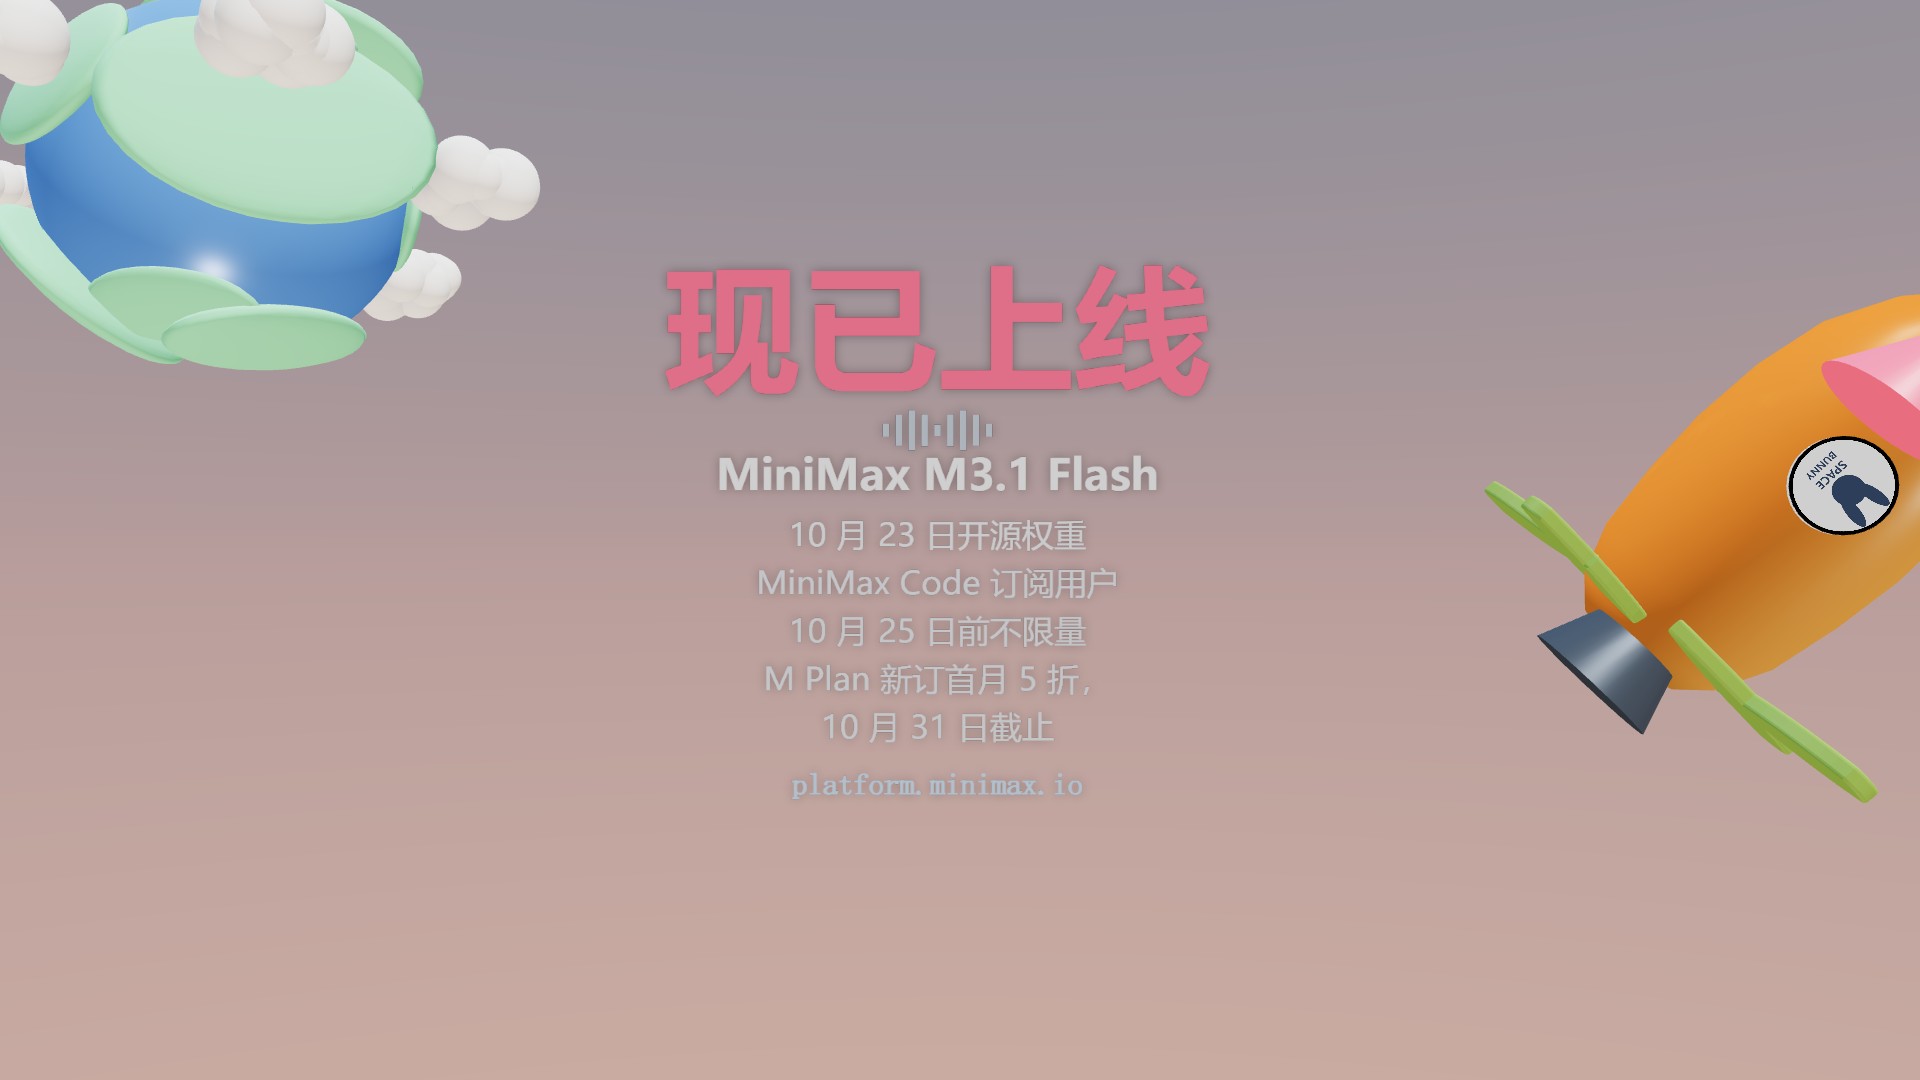 现已上线
MiniMax M3.1 Flash
10 月 23 日开源权重
MiniMax Code 订阅用户
10 月 25 日前不限量
M Plan 新订首月 5 折，
10 月 31 日截止
platform.minimax.io
SPACE
BUNNY